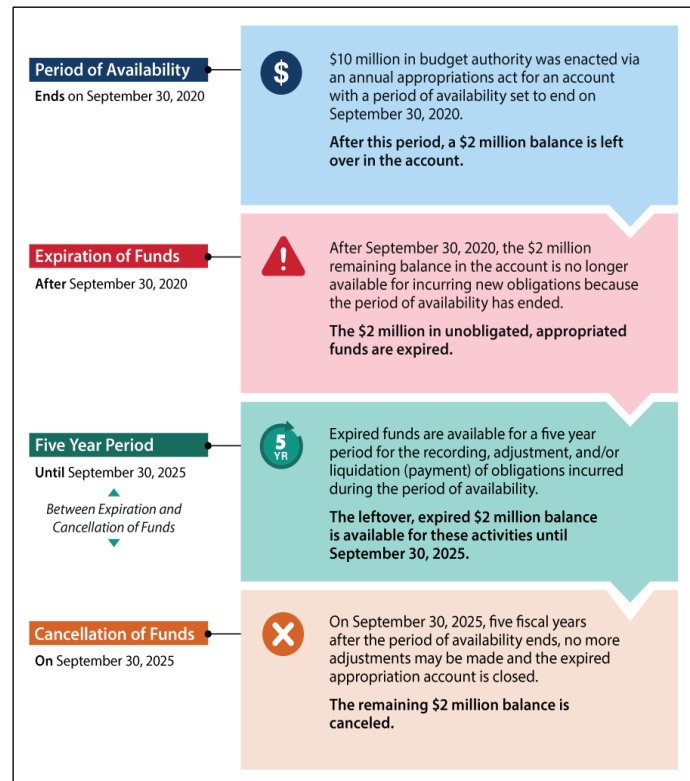 Period of Availability
Ends on September 30, 2020
$
$10 million in budget authority was enacted via
an annual appropriations act for an account
with a period of availability set to end on
September 30, 2020.
After this period, a $2 million balance is left
over in the account.
Expiration of Funds
After September 30, 2020
!
After September 30, 2020, the $2 million
remaining balance in the account is no longer
available for incurring new obligations because
the period of availability has ended.
The $2 million in unobligated, appropriated
funds are expired.
Five Year Period
Until September 30, 2025
Between Expiration and
Cancellation of Funds
5
YR
Expired funds are available for a five year
period for the recording, adjustment, and/or
liquidation (payment) of obligations incurred
during the period of availability.
The leftover, expired $2 million balance
is available for these activities until
September 30, 2025.
Cancellation of Funds
On September 30, 2025
On September 30, 2025, five fiscal years
after the period of availability ends, no more
adjustments may be made and the expired
appropriation account is closed.
The remaining $2 million balance is
canceled.